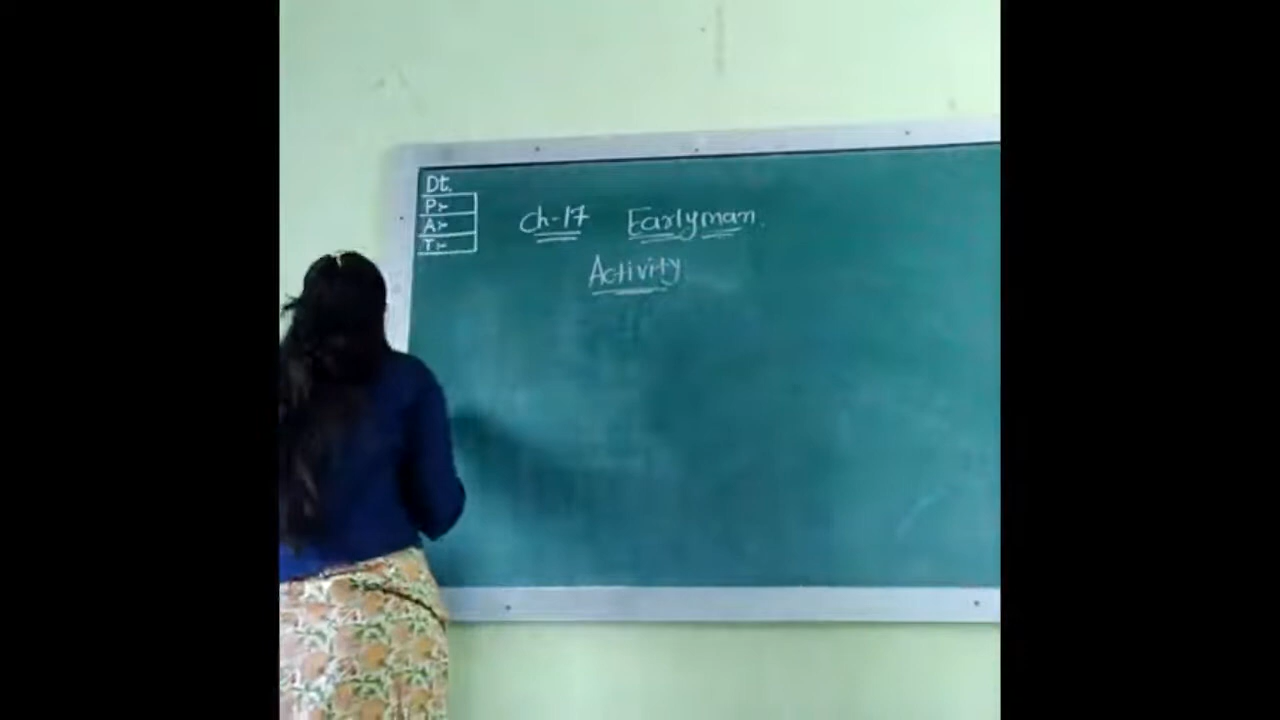 Dt.
P:-
A:-
T:-
Ch-17 Earlyman.
Activity